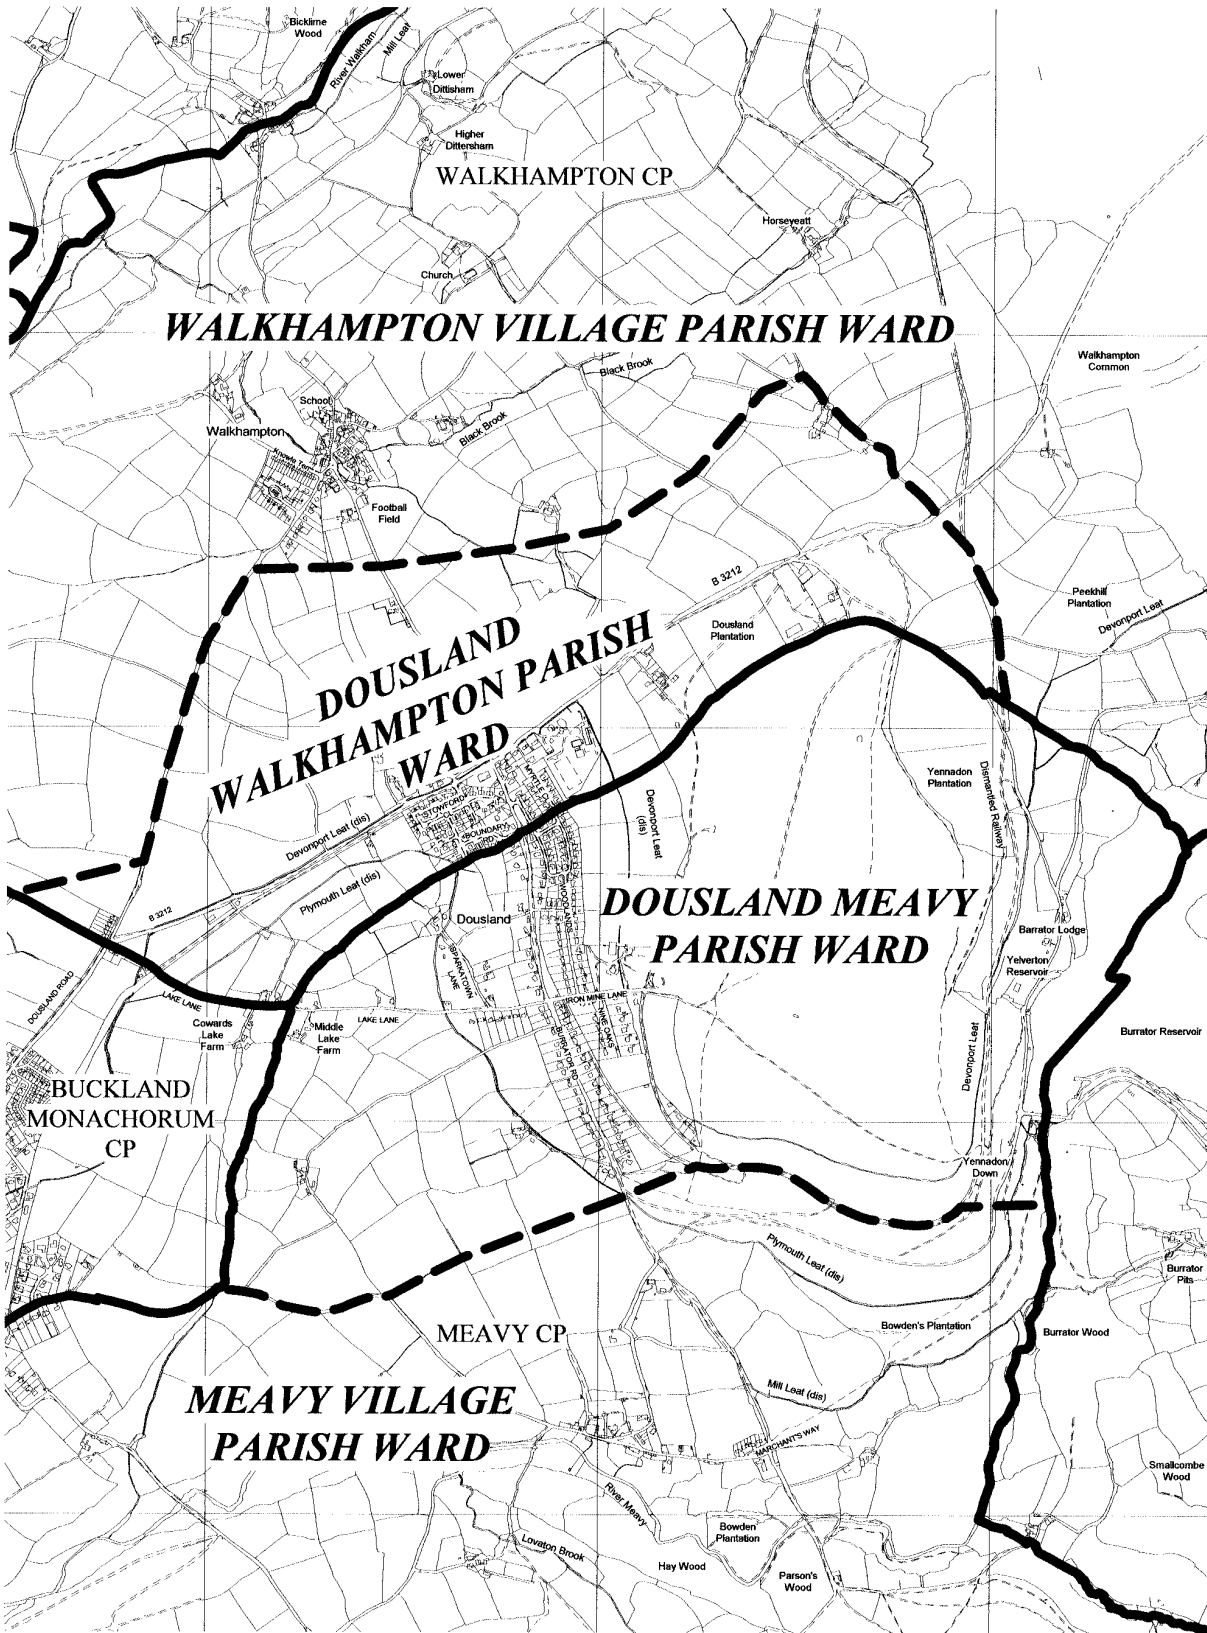 Bicklime
Wood
River Walkham
Mill Leat
Lower
Dittisham
Higher
Dittersham
WALKHAMPTON CP
Horseyeatt
Church
WALKHAMPTON VILLAGE PARISH WARD
Walkhampton
Common
Black Brook
School
Walkhampton
Black Brook
Football
Field
B 3212
Peekhill
Plantation
Devonport Leat
Dousland
Plantation
DOUSLAND
WALKHAMPTON PARISH
WARD
Yennadon
Plantation
Dismantled Railway
STOWFORD
MYRTLE
BOUNDARY
RD
Devonport Leat (dis)
Devonport Leat
(dis)
Plymouth Leat (dis)
B 3212
WOODLANDS
DOUSLAND MEAVY
PARISH WARD
Dousland
SPARKATOWN
LANE
Barrator Lodge
Yelverton
Reservoir
DOUSLAND ROAD
LAKE LANE
IRON MINE LANE
LAKE LANE
Cowards
Lake
Farm
Middle
Lake
Farm
NINE OAKS
BURRATOR RD
Burrator Reservoir
Devonport Leat
BUCKLAND
MONACHORUM
CP
Yennadon
Down
Plymouth Leat (dis)
Burrator
Pits
Bowden's Plantation
Burrator Wood
MEAVY CP
MEAVY VILLAGE
PARISH WARD
Mill Leat (dis)
MARCHANT'S WAY
Smallcombe
Wood
River Meavy
Bowden
Plantation
Lovaton Brook
Hay Wood
Parson's
Wood